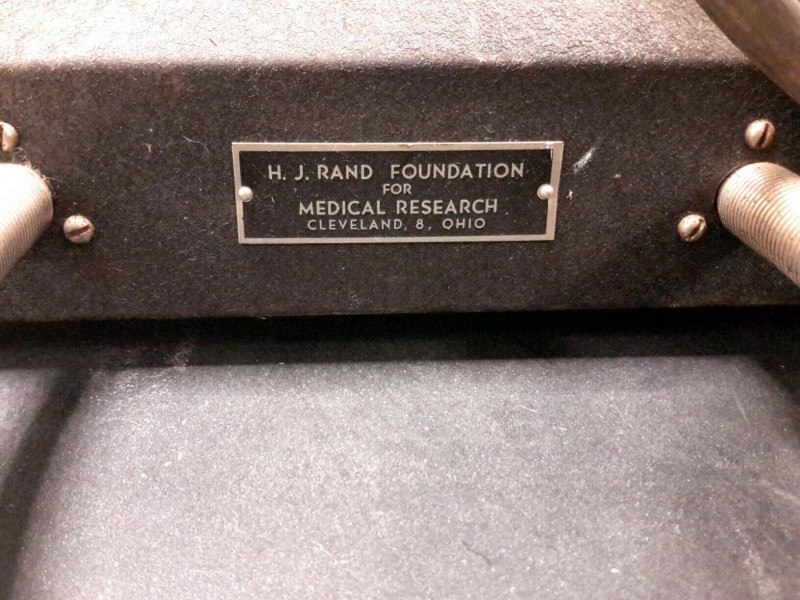 H. J. RAND FOUNDATION
FOR
MEDICAL RESEARCH
CLEVELAND, 8, OHIO